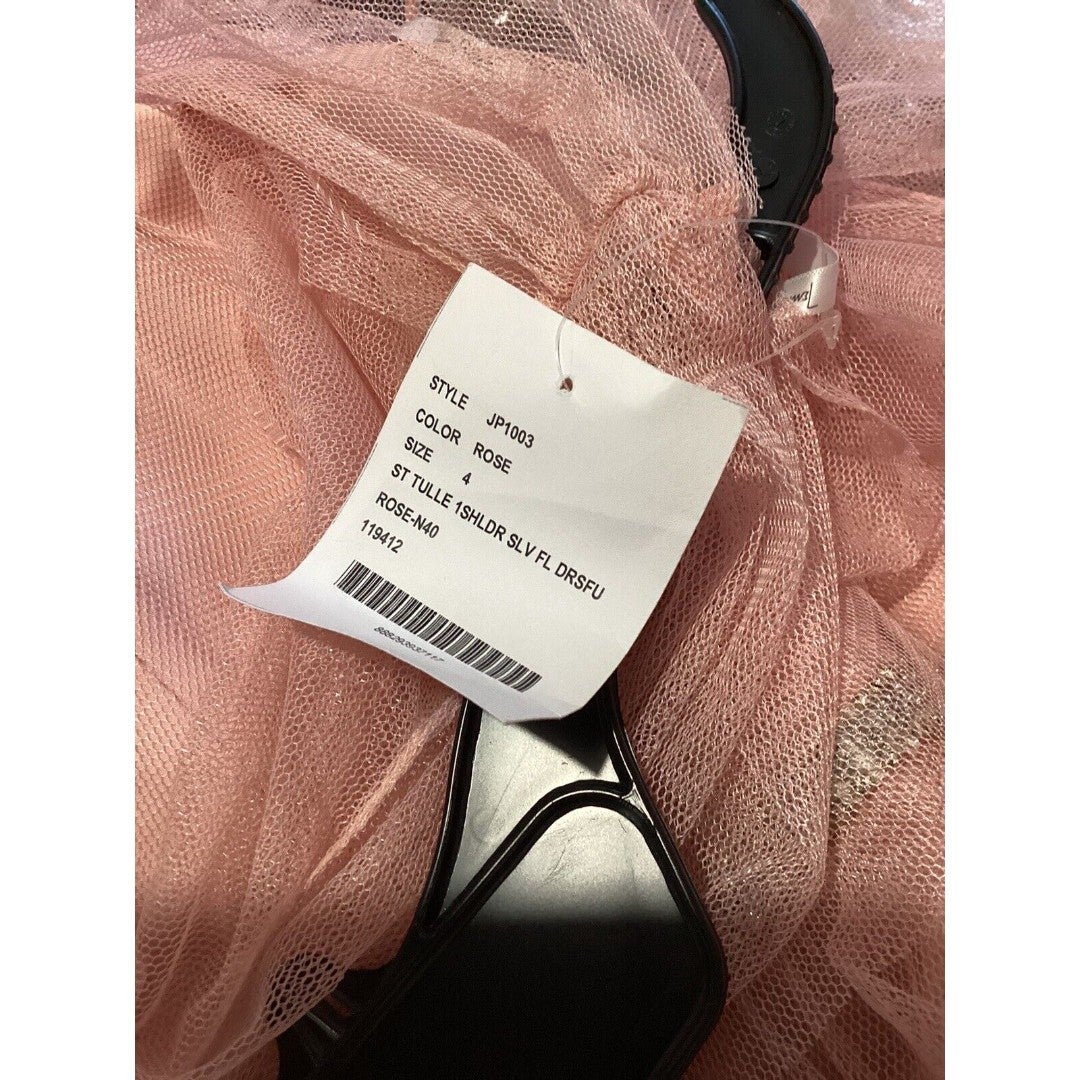 STYLE JP1003
COLOR ROSE
SIZE 4
ST TULLE 1SHLDR SLV FL DRSFU
ROSE-N40
119412